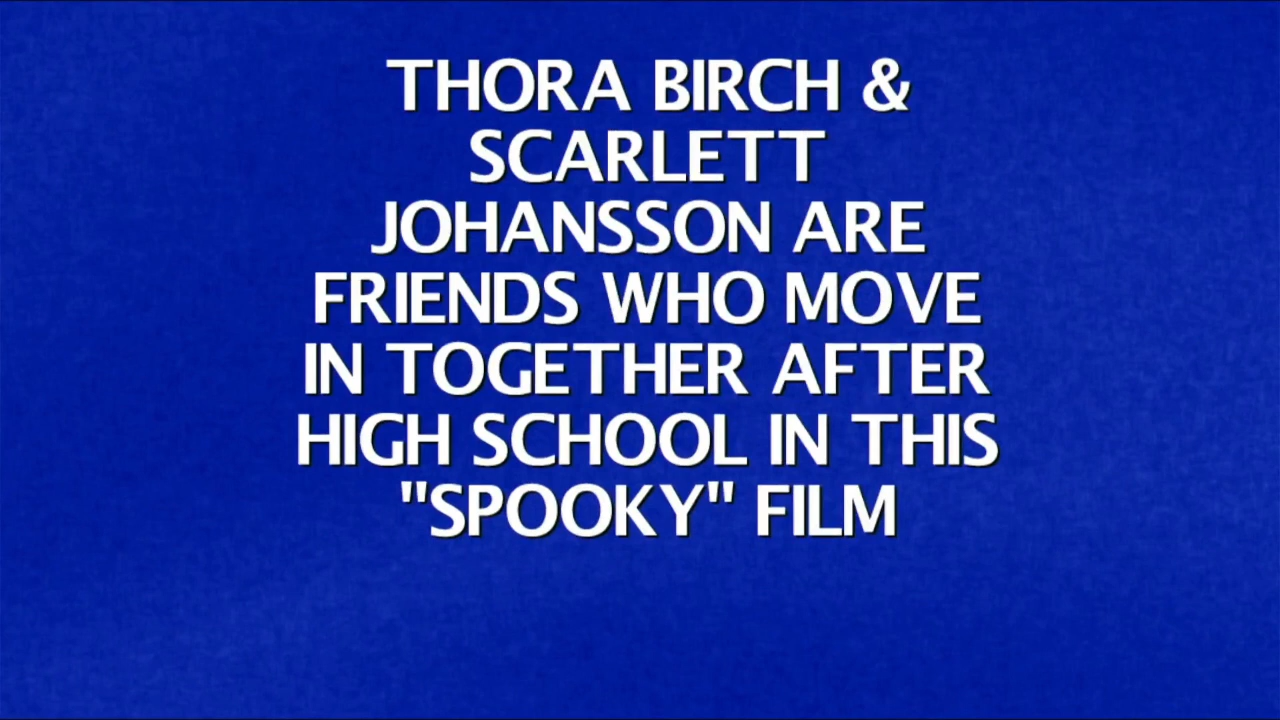 THORA BIRCH &
SCARLETT
JOHANSSON ARE
FRIENDS WHO MOVE
IN TOGETHER AFTER
HIGH SCHOOL IN THIS
"SPOOKY" FILM